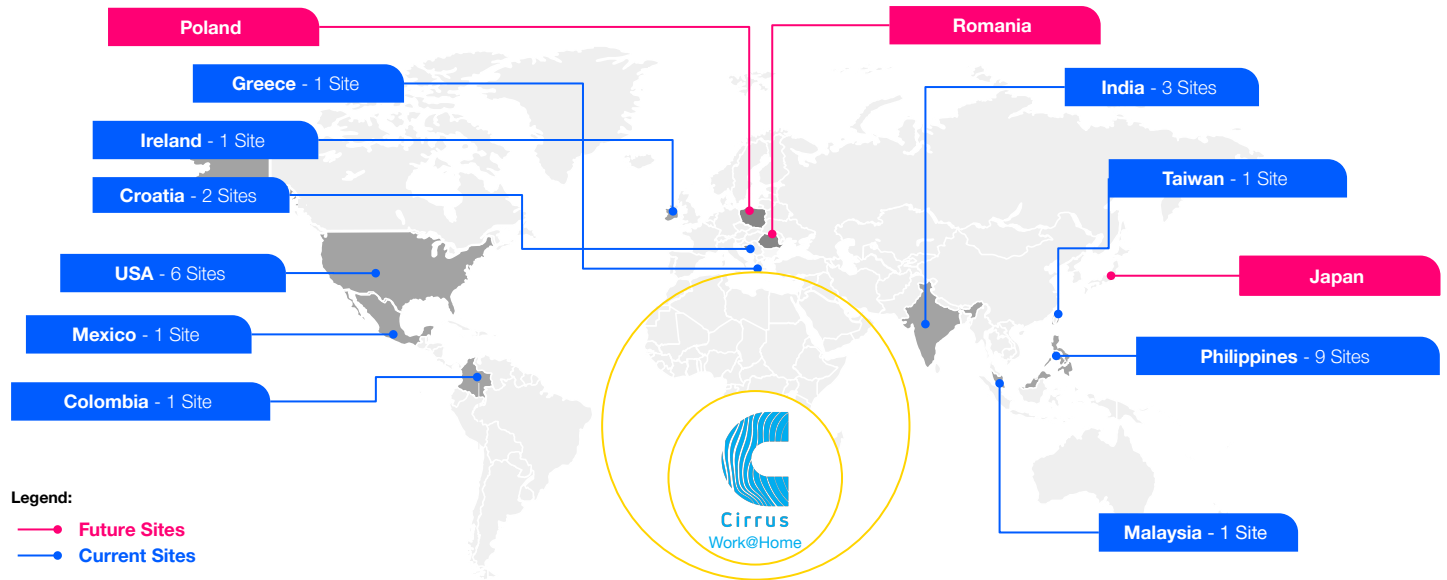 Poland
Romania
Greece - 1 Site
India - 3 Sites
Ireland - 1 Site
Taiwan - 1 Site
Croatia - 2 Sites
USA - 6 Sites
Japan
Mexico - 1 Site
Philippines - 9 Sites
Colombia - 1 Site
Legend:
Future Sites
Current Sites
Cirrus
Work@Home
Malaysia - 1 Site